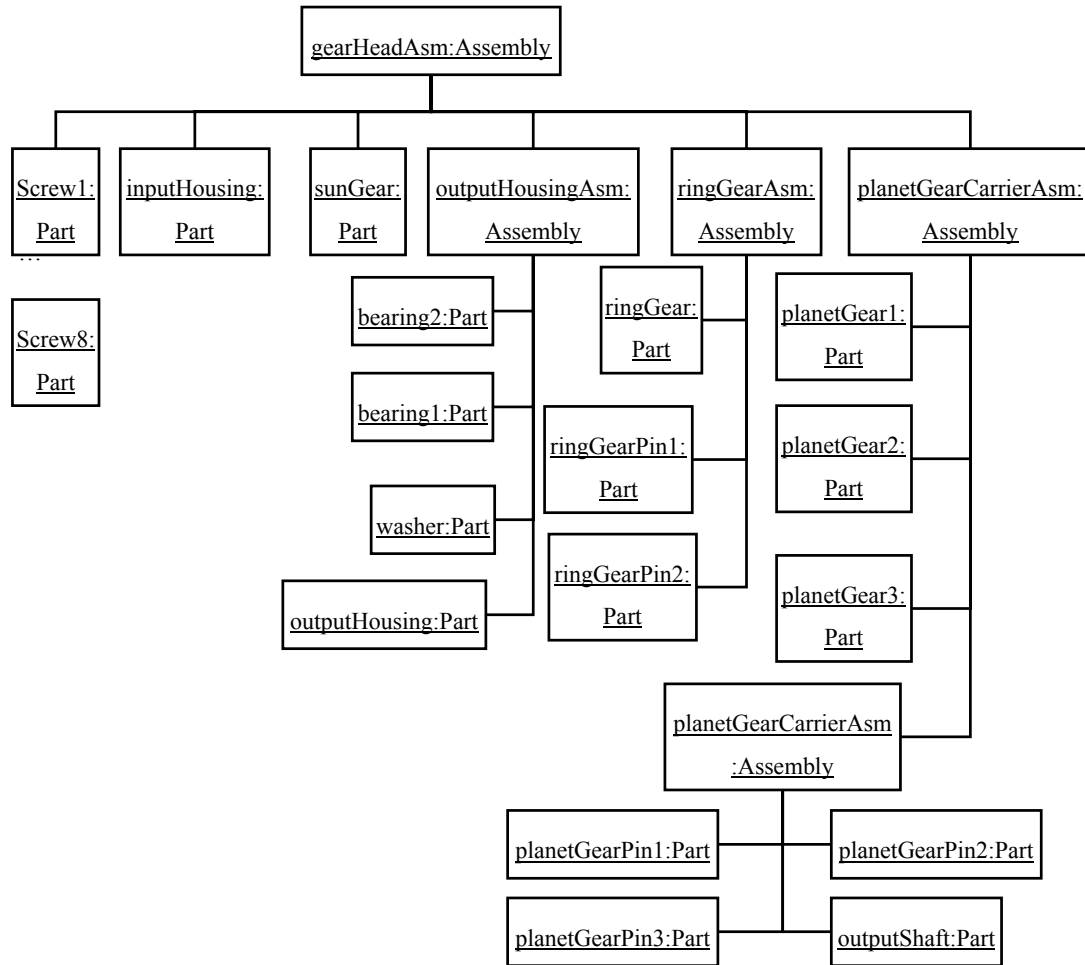 gearHeadAsm:Assembly
Screw1:
Part
inputHousing:
Part
sunGear:
Part
outputHousingAsm:
Assembly
ringGearAsm:
Assembly
planetGearCarrierAsm:
Assembly
...
Screw8:
Part
bearing2:Part
bearing1:Part
washer:Part
outputHousing:Part
ringGear:
Part
ringGearPin1:
Part
ringGearPin2:
Part
planetGear1:
Part
planetGear2:
Part
planetGear3:
Part
planetGearCarrierAsm
:Assembly
planetGearPin1:Part
planetGearPin2:Part
planetGearPin3:Part
outputShaft:Part